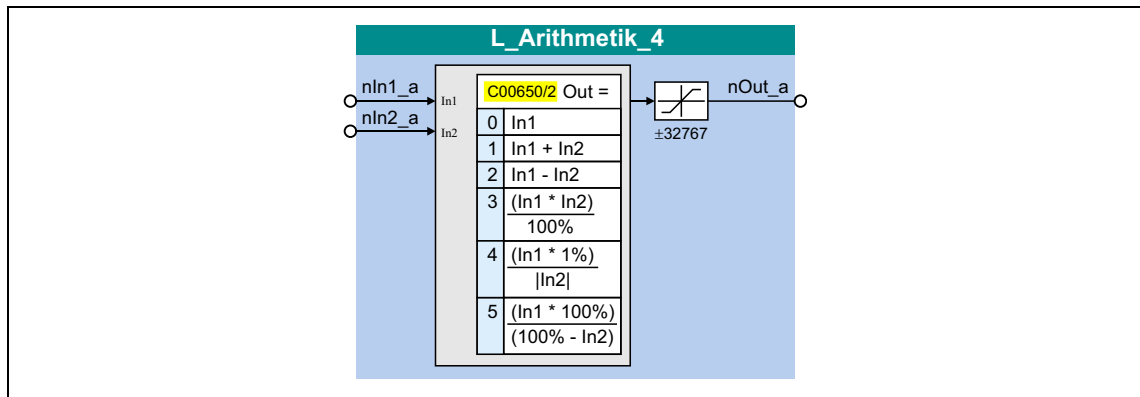 L_Arithmetik_4
nIn1_a
nIn2_a
In1
In2
C00650/2 Out =
0 In1
1 In1 + In2
2 In1 - In2
3 (In1 * In2)
100%
4 (In1 * 1%)
|In2|
5 (In1 * 100%)
(100% - In2)
±32767
nOut_a